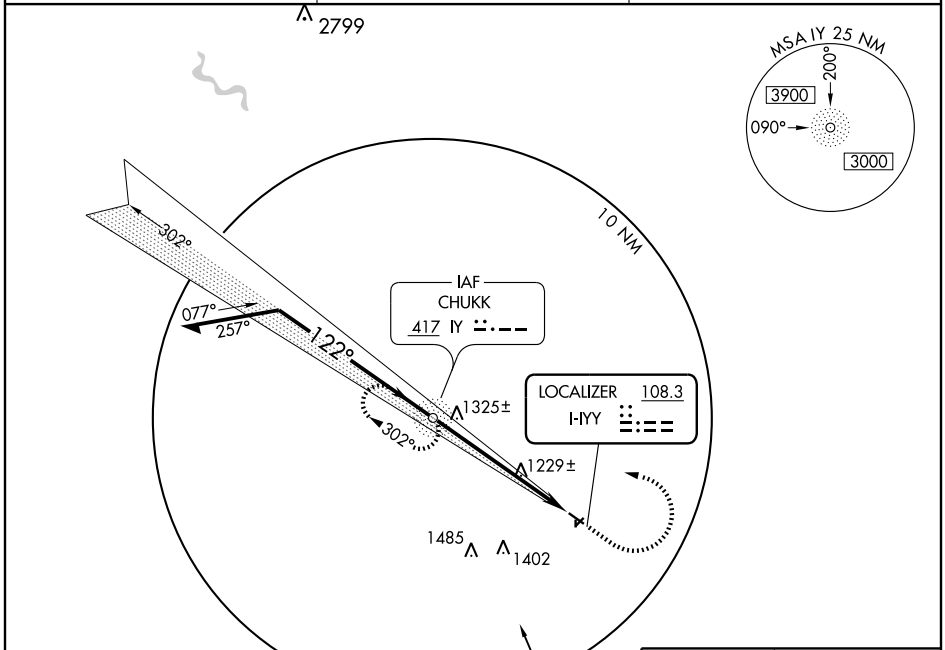 2799
MSA IY 25 NM
200°
3900
090°
3000
10 NM
302°
IAF
CHUKK
417 IY
077°
257°
122°
1325±
LOCALIZER 108.3
I-IYY
302°
1229±
1485
1402